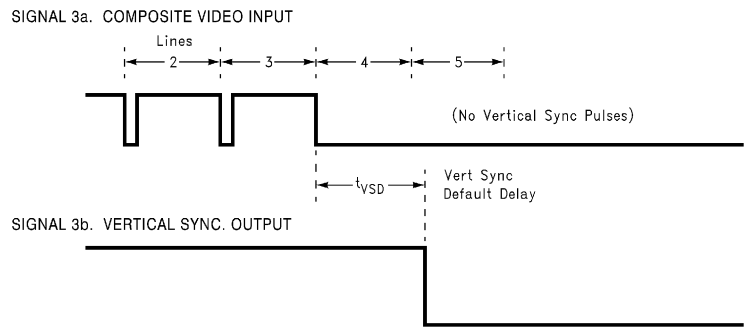 SIGNAL 3a. COMPOSITE VIDEO INPUT
Lines
2 3 4 5
(No Vertical Sync Pulses)
tVSD
Vert Sync
Default Delay
SIGNAL 3b. VERTICAL SYNC. OUTPUT